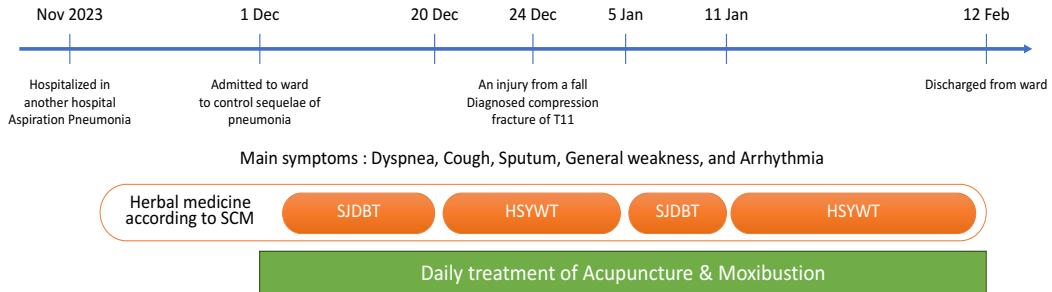 Nov 2023
1 Dec
20 Dec
24 Dec
5 Jan
11 Jan
12 Feb
Hospitalized in
another hospital
Aspiration Pneumonia
Admitted to ward
to control sequelae of
pneumonia
An injury from a fall
Diagnosed compression
fracture of T11
Discharged from ward
Main symptoms : Dyspnea, Cough, Sputum, General weakness, and Arrhythmia
Herbal medicine
according to SCM
SJDBT
HSYWT
SJDBT
HSYWT
Daily treatment of Acupuncture & Moxibustion